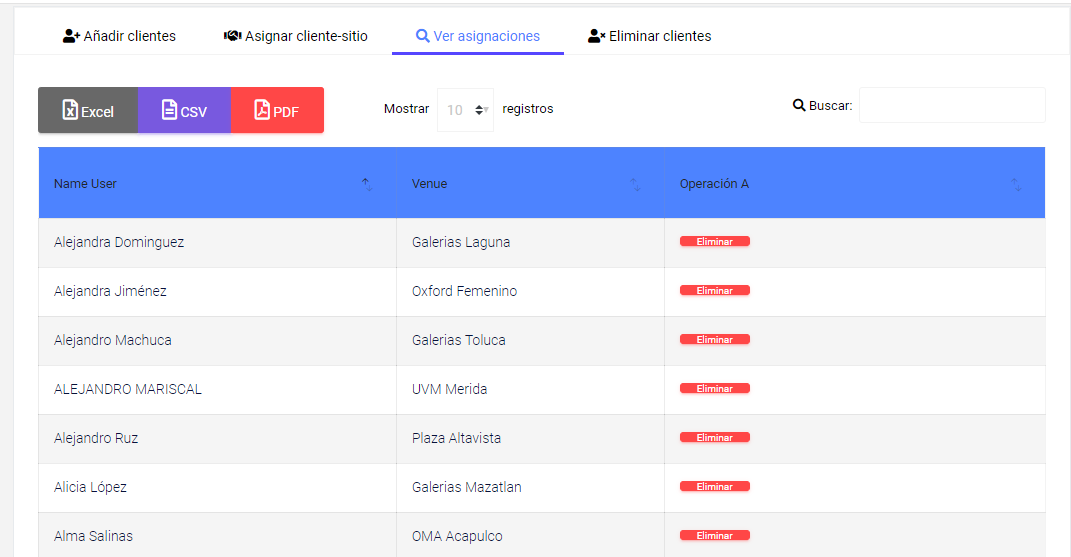 Añadir clientes Asignar cliente-sitio Ver asignaciones Eliminar clientes
Excel CSV PDF Mostrar 10 registros Buscar:
Name User Venue Operación A
Alejandra Dominguez Galerias Laguna Eliminar
Alejandra Jiménez Oxford Femenino Eliminar
Alejandro Machuca Galerias Toluca Eliminar
ALEJANDRO MARISCAL UVM Merida Eliminar
Alejandro Ruz Plaza Altavista Eliminar
Alicia López Galerias Mazatlan Eliminar
Alma Salinas OMA Acapulco Eliminar